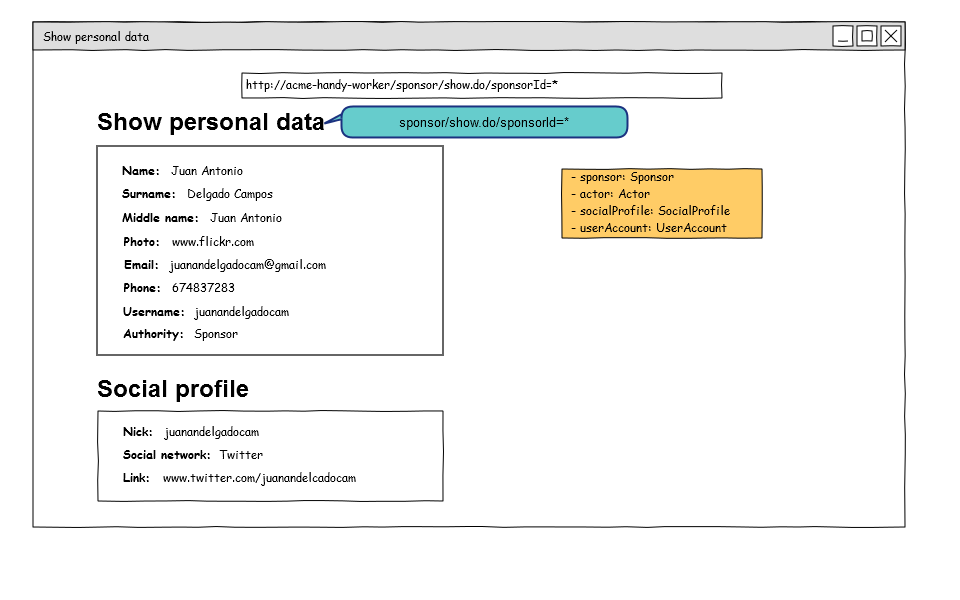 Show personal data
http://acme-handy-worker/sponsor/show.do/sponsorId=*
Show personal data
sponsor/show.do/sponsorId=*
Name: Juan Antonio
Surname: Delgado Campos
Middle name: Juan Antonio
Photo: www.flickr.com
Email: juanandelgadocam@gmail.com
Phone: 674837283
Username: juanandelgadocam
Authority: Sponsor
- sponsor: Sponsor
- actor: Actor
- socialProfile: SocialProfile
- userAccount: UserAccount
Social profile
Nick: juanandelgadocam
Social network: Twitter
Link: www.twitter.com/juanandelcadocam